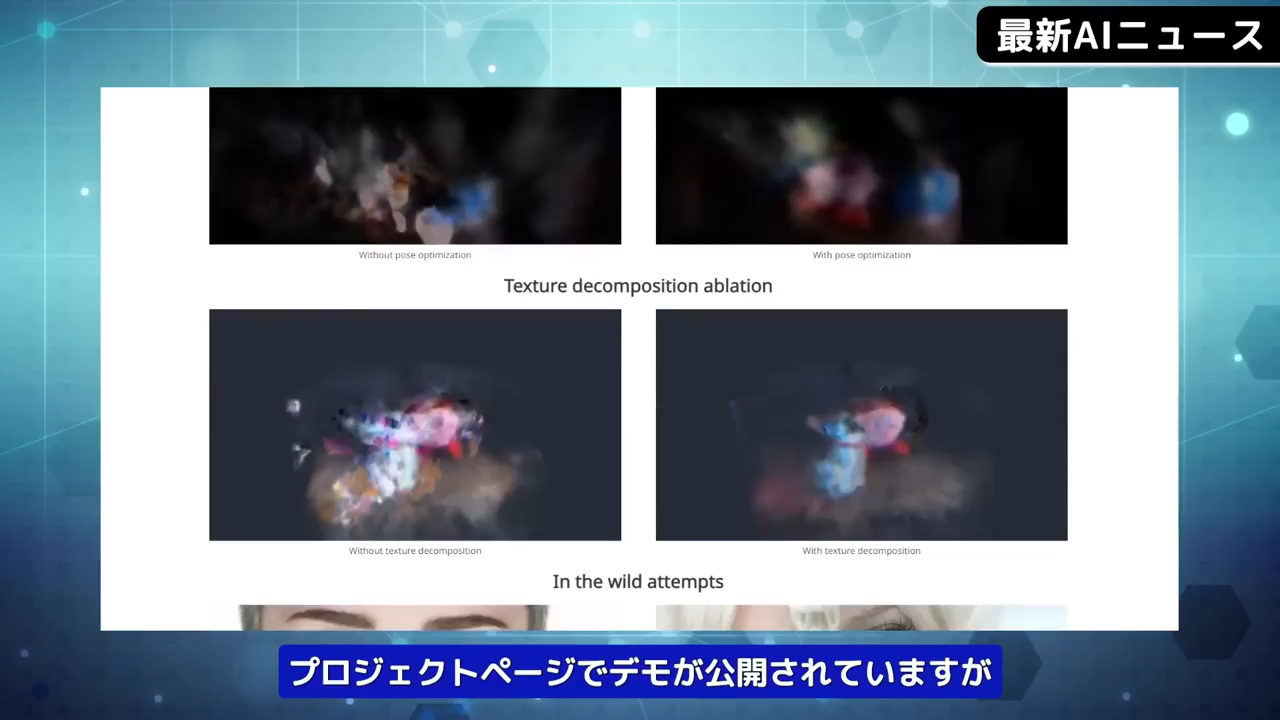 最新AIニュース
Without pose optimization
With pose optimization
Texture decomposition ablation
Without texture decomposition
With texture decomposition
In the wild attempts
プロジェクトページでデモが公開されていますが